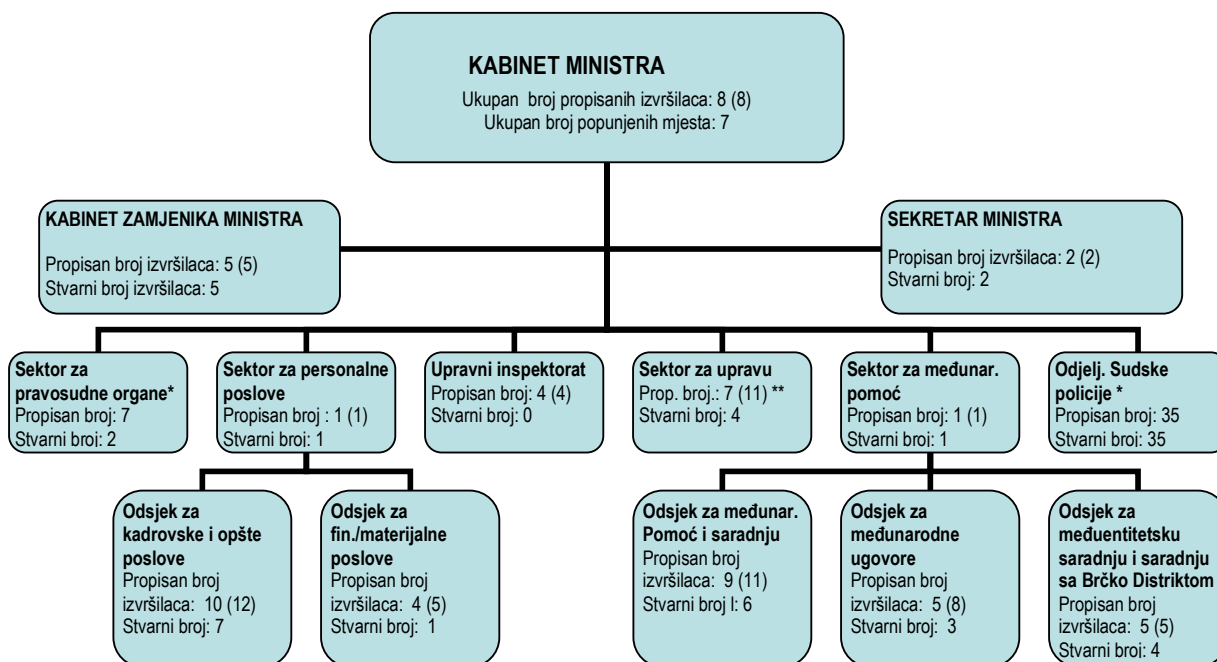 KABINET MINISTRA
Ukupan broj propisanih izvršilaca: 8 (8)
Ukupan broj popunjenih mjesta: 7
KABINET ZAMJENIKA MINISTRA
Propisan broj izvršilaca: 5 (5)
Stvarni broj izvršilaca: 5
SEKRETAR MINISTRA
Propisan broj izvršilaca: 2 (2)
Stvarni broj: 2
Sektor za
pravosudne organe*
Propisan broj: 7
Stvarni broj: 2
Sektor za personalne
poslove
Propisan broj : 1 (1)
Stvarni broj: 1
Upravni inspektorat
Propisan broj: 4 (4)
Stvarni broj: 0
Sektor za upravu
Prop. broj.: 7 (11) **
Stvarni broj: 4
Sektor za međunar.
pomoć
Propisan broj: 1 (1)
Stvarni broj: 1
Odjelj. Sudske
policije *
Propisan broj: 35
Stvarni broj: 35
Odsjek za
kadrovske i opšte
poslove
Propisan broj
izvršilaca: 10 (12)
Stvarni broj: 7
Odsjek za
fin./materijalne
poslove
Propisan broj
izvršilaca: 4 (5)
Stvarni broj: 1
Odsjek za međunar.
Pomoć i saradnju
Propisan broj
izvršilaca: 9 (11)
Stvarni broj I: 6
Odsjek za
međunarodne
ugovore
Propisan broj
izvršilaca: 5 (8)
Stvarni broj: 3
Odsjek za
međuentitetsku
saradnju i saradnju
sa Brčko Distriktom
Propisan broj
izvršilaca: 5 (5)
Stvarni broj: 4